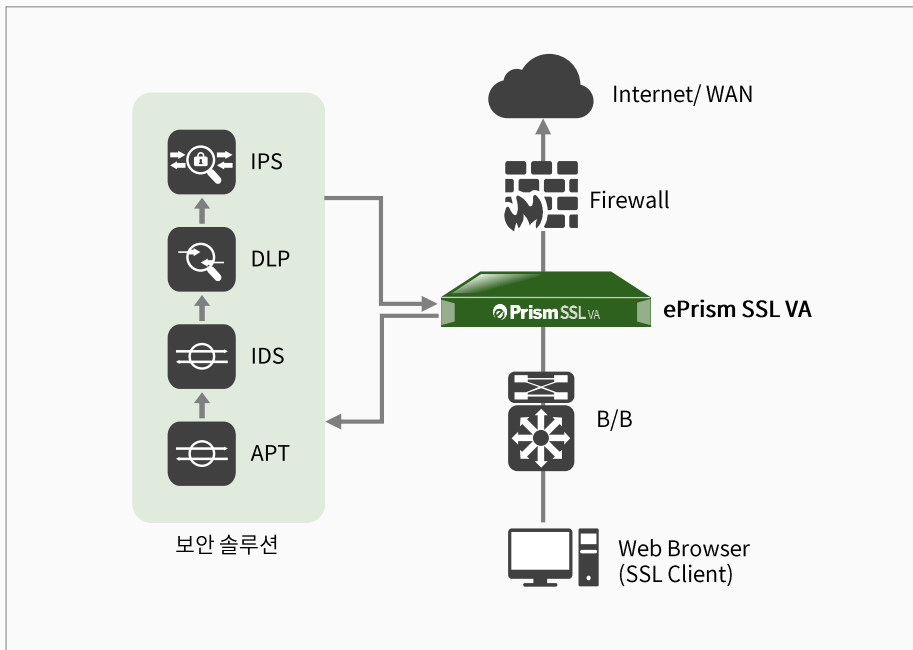 Internet/ WAN
IPS
Firewall
DLP
ePrism SSL VA
ePrism SSL VA
IDS
B/B
APT
보안 솔루션
Web Browser
(SSL Client)